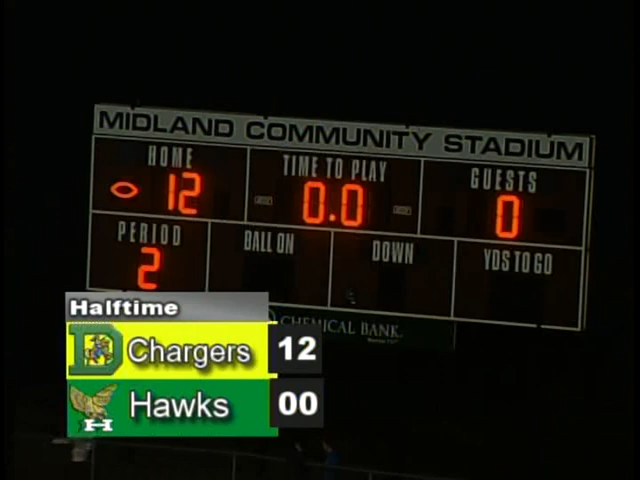 MIDLAND COMMUNITY STADIUM
HOME TIME TO PLAY GUESTS
12 0.0 0
PERIOD BALL ON DOWN YDS TO GO
2
CHEMICAL BANK
Halftime
D Chargers 12
H Hawks 00